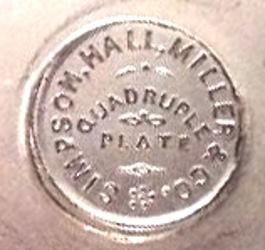 SIMPSON, HALL, MILLER & CO.
QUADRUPLE
PLATE